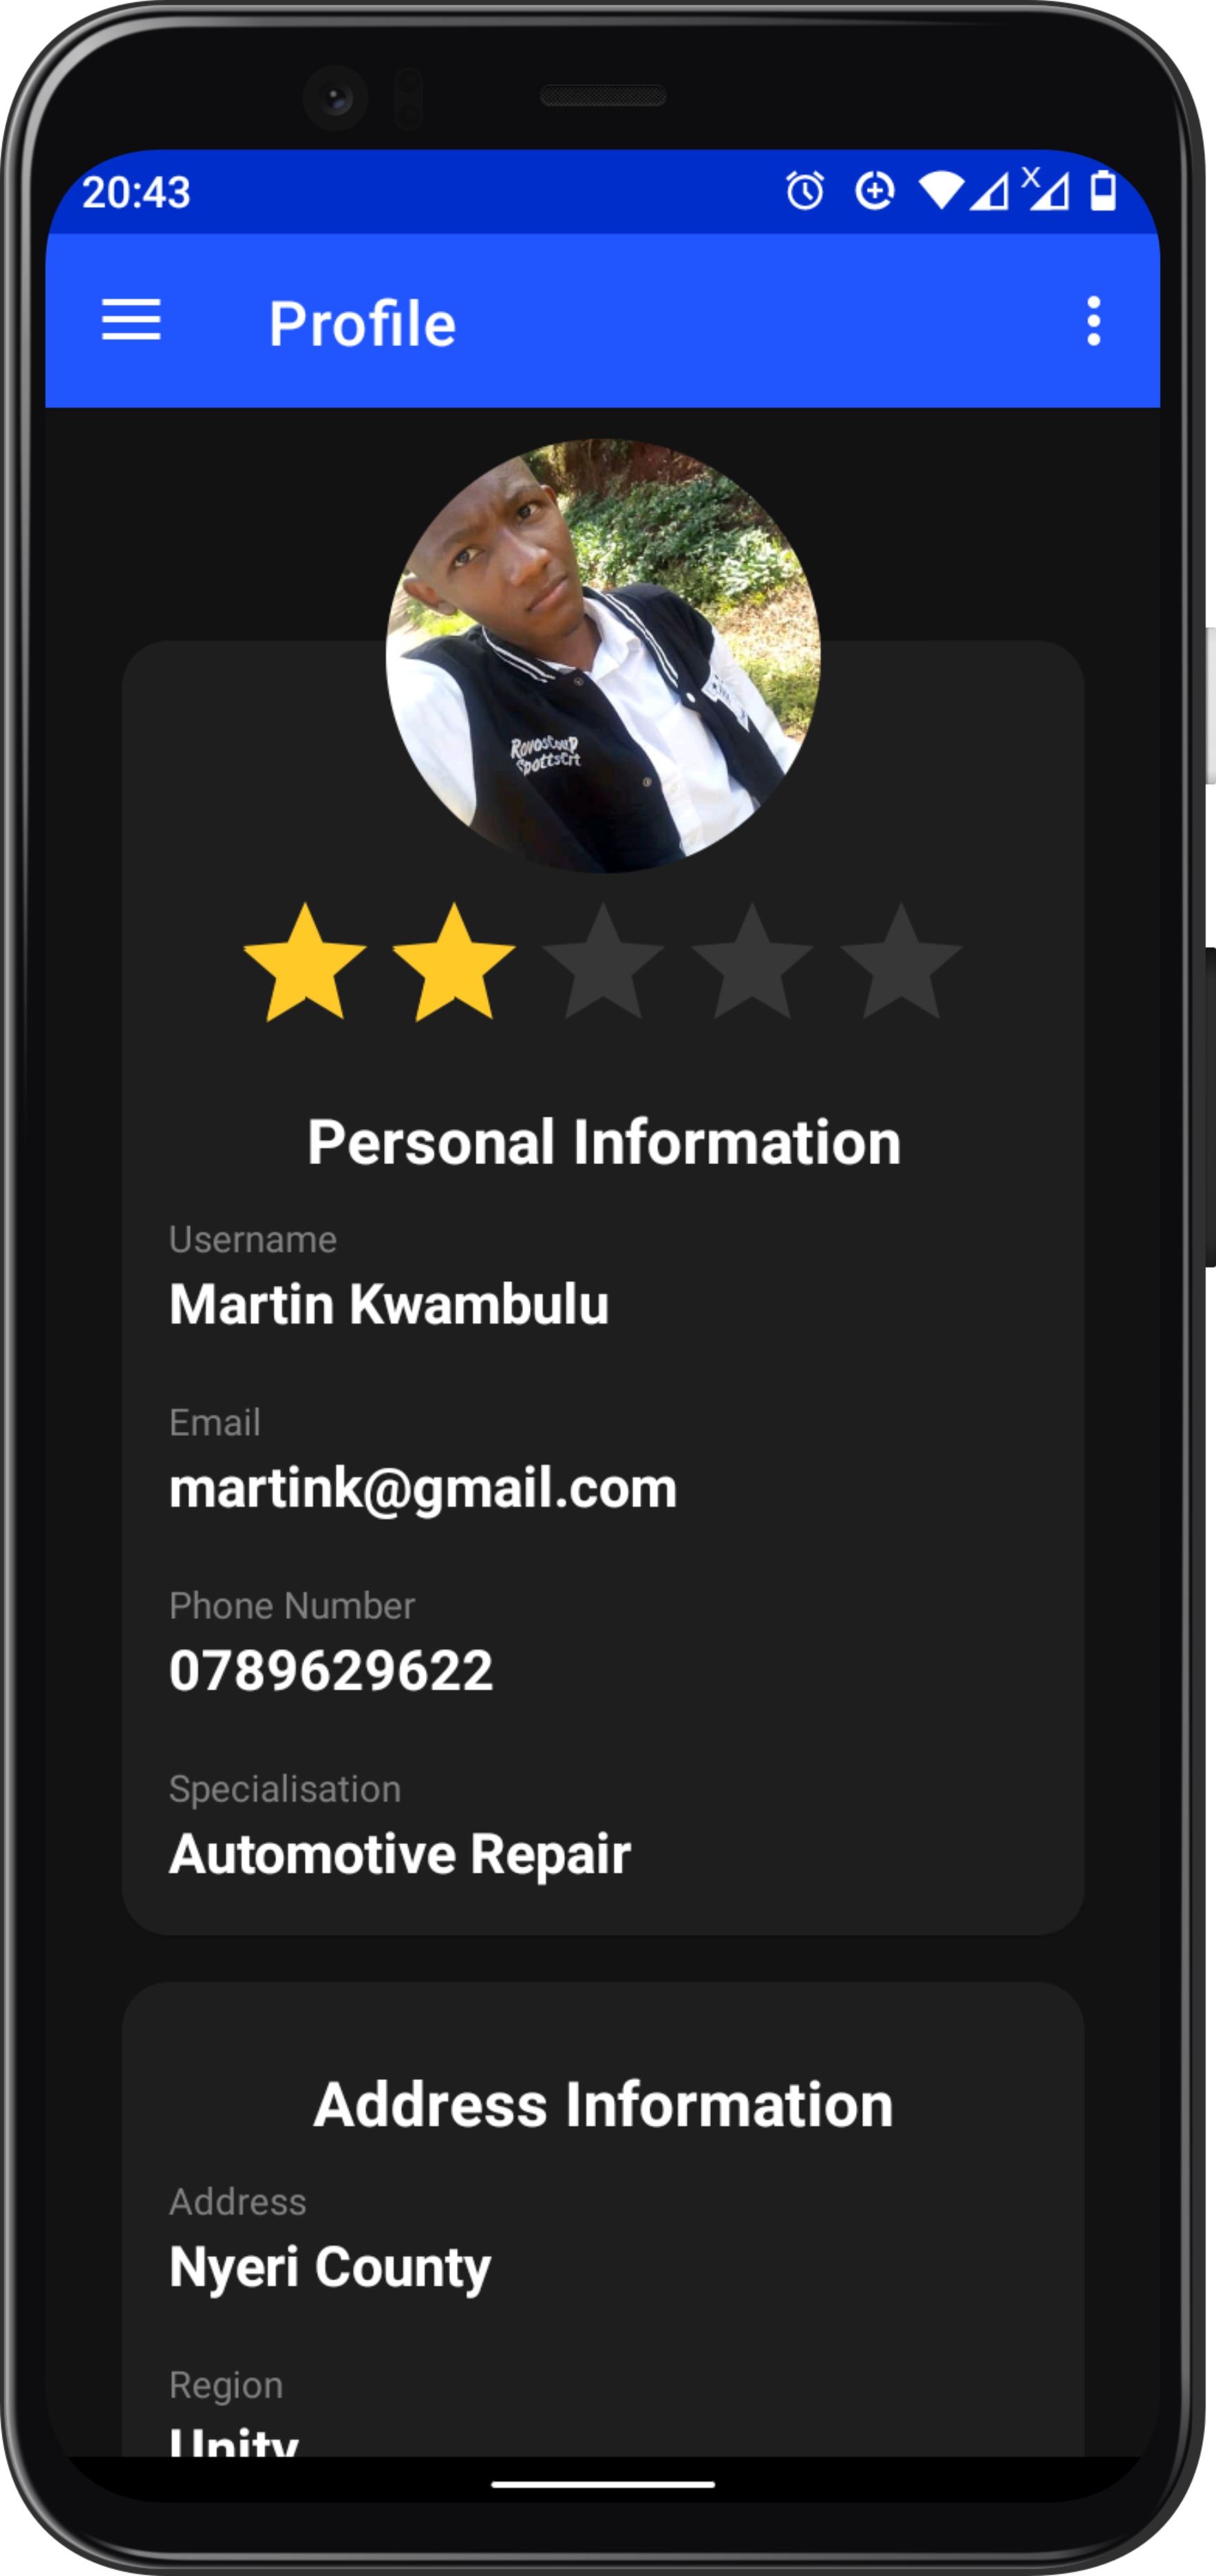 20:43
Profile
Personal Information
Username
Martin Kwambulu
Email
martink@gmail.com
Phone Number
0789629622
Specialisation
Automotive Repair
Address Information
Address
Nyeri County
Region
Unity